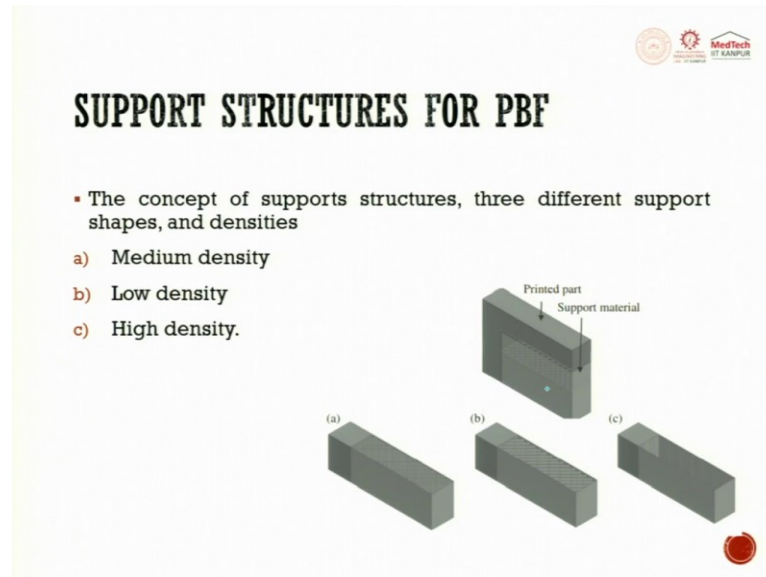 MedTech
IIT KANPUR
SUPPORT STRUCTURES FOR PBF
▪ The concept of supports structures, three different support
shapes, and densities
a) Medium density
b) Low density
c) High density.
Printed part
Support material
(a)
(b)
(c)